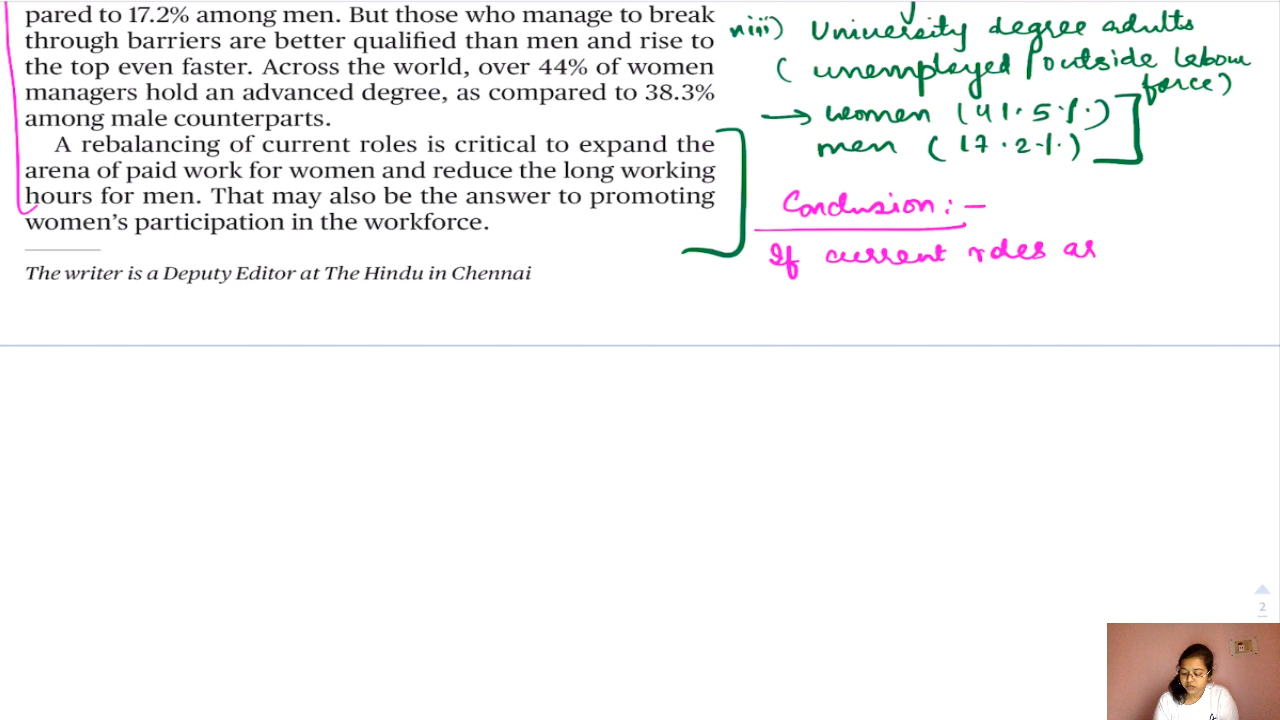 pared to 17.2% among men. But those who manage to break
through barriers are better qualified than men and rise to
the top even faster. Across the world, over 44% of women
managers hold an advanced degree, as compared to 38.3%
among male counterparts.
A rebalancing of current roles is critical to expand the
arena of paid work for women and reduce the long working
hours for men. That may also be the answer to promoting
women's participation in the workforce.
The writer is a Deputy Editor at The Hindu in Chennai
University degree adults
(unemployed / outside labour
force)
→ women (41.5%)
men (17.2%)
Conclusion:-
If current roles ar
2